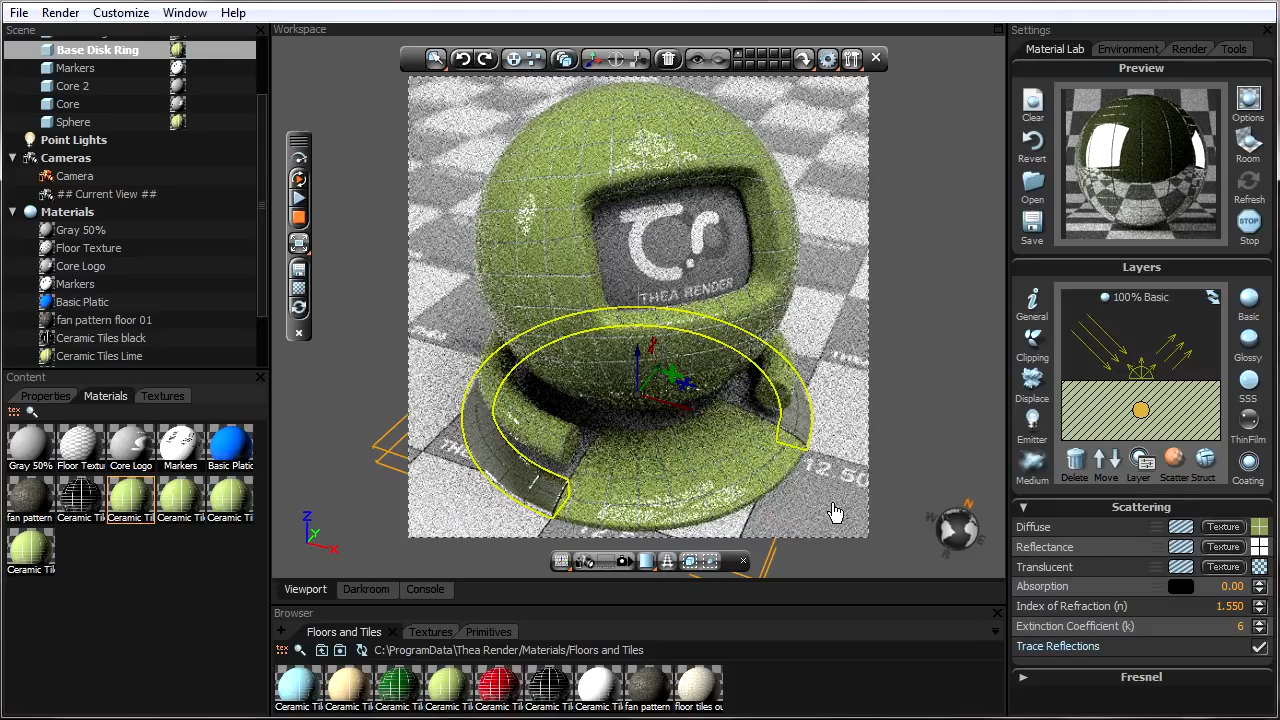 File Render Customize Window Help
Scene
Base Disk Ring
Markers
Core 2
Core
Sphere
Point Lights
Cameras
Camera
## Current View ##
Materials
Gray 50%
Floor Texture
Core Logo
Markers
Basic Platic
fan pattern floor 01
Ceramic Tiles black
Ceramic Tiles Lime
Content
Properties Materials Textures
tex
Gray 50% Floor Textu Core Logo Markers Basic Platic
fan pattern Ceramic Til Ceramic Til Ceramic Til Ceramic Til
Ceramic Til
Workspace
THEA RENDER
12.50
Z
Y
X
N
W
E
Viewport Darkroom Console
Browser
Floors and Tiles Textures Primitives
tex C:\ProgramData\Thea Render/Materials/Floors and Tiles
Ceramic Til Ceramic Til Ceramic Til Ceramic Til Ceramic Til Ceramic Til Ceramic Til fan pattern floor tiles ou
Settings
Material Lab Environment Render Tools
Preview
Clear Options
Revert Room
Open Refresh
Save Stop
Layers
100% Basic
General Basic
Clipping Glossy
Displace SSS
Emitter ThinFilm
Medium Coating
Delete Move Layer Scatter Struct
Scattering
Diffuse Texture
Reflectance Texture
Translucent Texture
Absorption 0.00
Index of Refraction (n) 1.550
Extinction Coefficient (k) 6
Trace Reflections
Fresnel